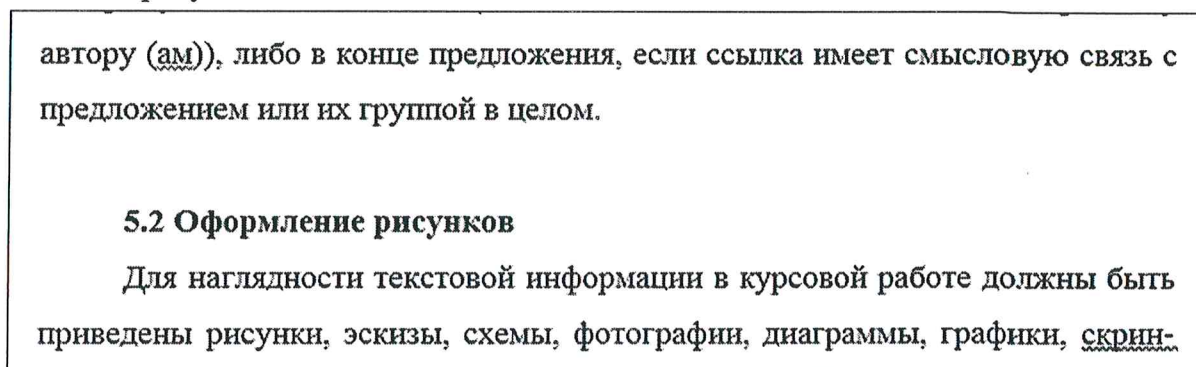 автору (ам)), либо в конце предложения, если ссылка имеет смысловую связь с
предложением или их группой в целом.
5.2 Оформление рисунков
Для наглядности текстовой информации в курсовой работе должны быть
приведены рисунки, эскизы, схемы, фотографии, диаграммы, графики, скрин-